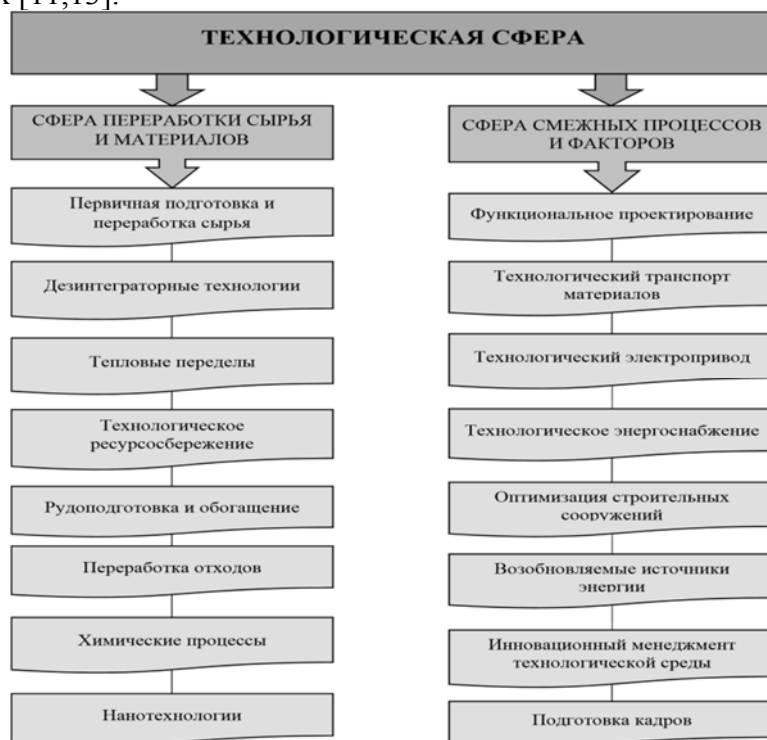 [11,13].
ТЕХНОЛОГИЧЕСКАЯ СФЕРА
СФЕРА ПЕРЕРАБОТКИ СЫРЬЯ
И МАТЕРИАЛОВ
Первичная подготовка и
переработка сырья
Дезинтеграторные технологии
Тепловые переделы
Технологическое
ресурсосбережение
Рудоподготовка и обогащение
Переработка отходов
Химические процессы
Нанотехнологии
СФЕРА СМЕЖНЫХ ПРОЦЕССОВ
И ФАКТОРОВ
Функциональное проектирование
Технологический транспорт
материалов
Технологический электропривод
Технологическое энергоснабжение
Оптимизация строительных
сооружений
Возобновляемые источники
энергии
Инновационный менеджмент
технологической среды
Подготовка кадров